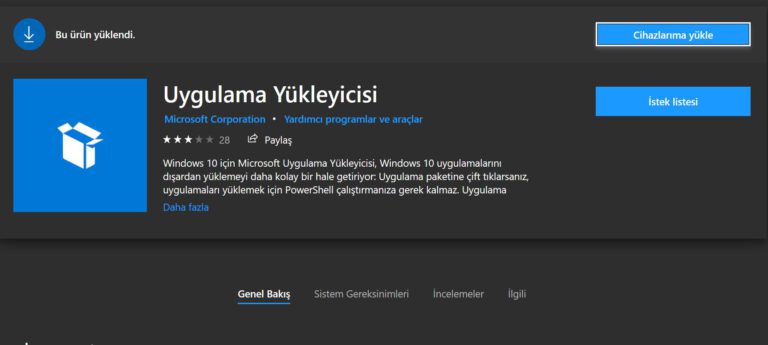 Bu ürün yüklendi.
Cihazlarıma yükle
Uygulama Yükleyicisi
İstek listesi
Microsoft Corporation • Yardımcı programlar ve araçlar
28 Paylaş
Windows 10 için Microsoft Uygulama Yükleyicisi, Windows 10 uygulamalarını
dışardan yüklemeyi daha kolay bir hale getiriyor: Uygulama paketine çift tıklarsanız,
uygulamaları yüklemek için PowerShell çalıştırmanıza gerek kalmaz. Uygulama
Daha fazla
Genel Bakış Sistem Gereksinimleri İncelemeler İlgili